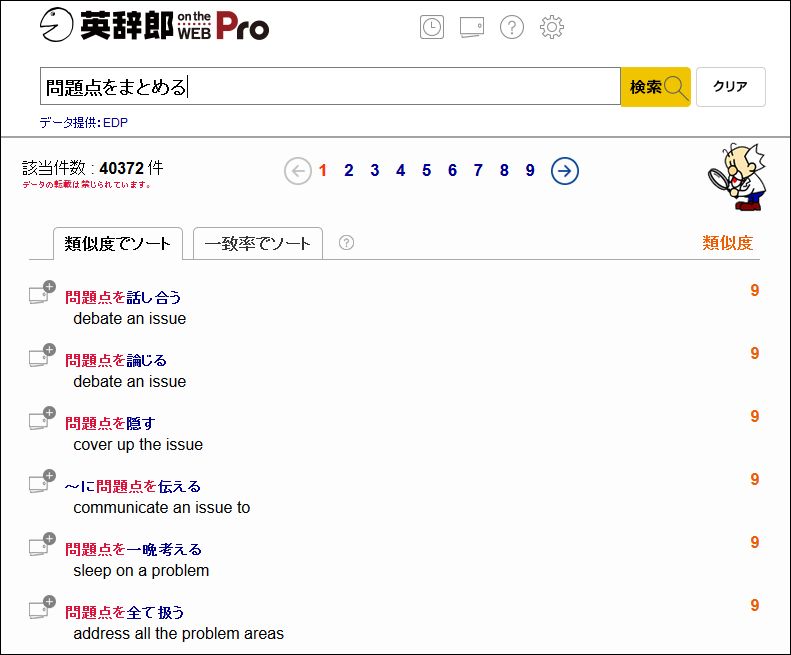 英辞郎 on the WEB Pro
問題点をまとめる
検索
クリア
データ提供：EDP
該当件数 : 40372 件
データの転載は禁じられています。
1 2 3 4 5 6 7 8 9
類似度でソート 一致率でソート ?
類似度
問題点を話し合う 9
debate an issue
問題点を論じる 9
debate an issue
問題点を隠す 9
cover up the issue
～に問題点を伝える 9
communicate an issue to
問題点を一晩考える 9
sleep on a problem
問題点を全て扱う 9
address all the problem areas